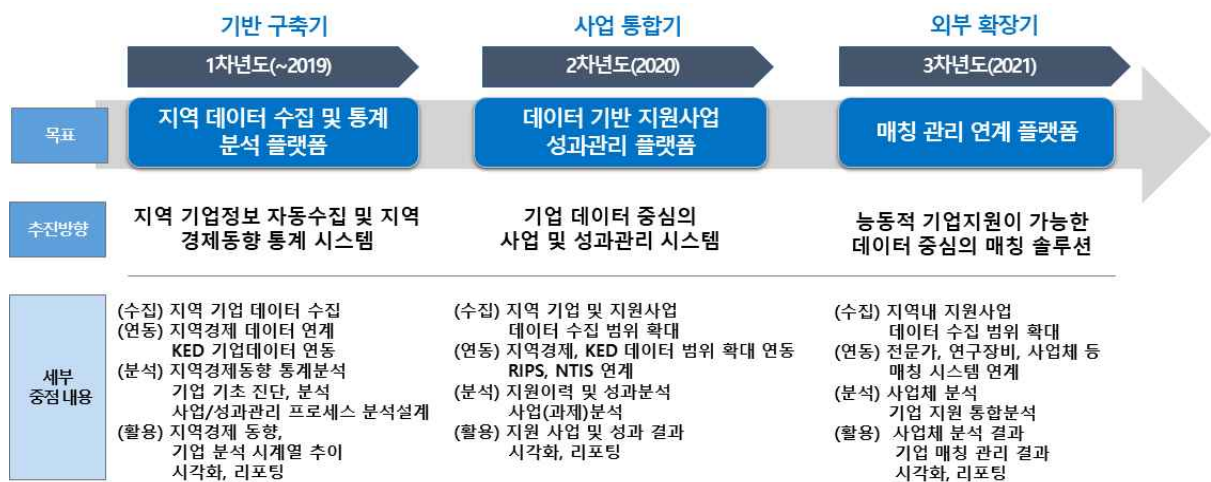 기반 구축기
사업 통합기
외부 확장기
1차년도(~2019)
2차년도(2020)
3차년도(2021)
목표
지역 데이터 수집 및 통계
분석 플랫폼
데이터 기반 지원사업
성과관리 플랫폼
매칭 관리 연계 플랫폼
추진방향
지역 기업정보 자동수집 및 지역
경제동향 통계 시스템
기업 데이터 중심의
사업 및 성과관리 시스템
능동적 기업지원이 가능한
데이터 중심의 매칭 솔루션
세부
중점 내용
(수집) 지역 기업 데이터 수집
(연동) 지역경제 데이터 연계
KED 기업데이터 연동
(분석) 지역경제동향 통계분석
기업 기초 진단, 분석
사업/성과관리 프로세스 분석설계
(활용) 지역경제 동향,
기업 분석 시계열 추이
시각화, 리포팅
(수집) 지역 기업 및 지원사업
데이터 수집 범위 확대
(연동) 지역경제, KED 데이터 범위 확대 연동
RIPS, NTIS 연계
(분석) 지원이력 및 성과분석
사업(과제)분석
(활용) 지원 사업 및 성과 결과
시각화, 리포팅
(수집) 지역내 지원사업
데이터 수집 범위 확대
(연동) 전문가, 연구장비, 사업체 등
매칭 시스템 연계
(분석) 사업체 분석
기업 지원 통합분석
(활용) 사업체 분석 결과
기업 매칭 관리 결과
시각화, 리포팅